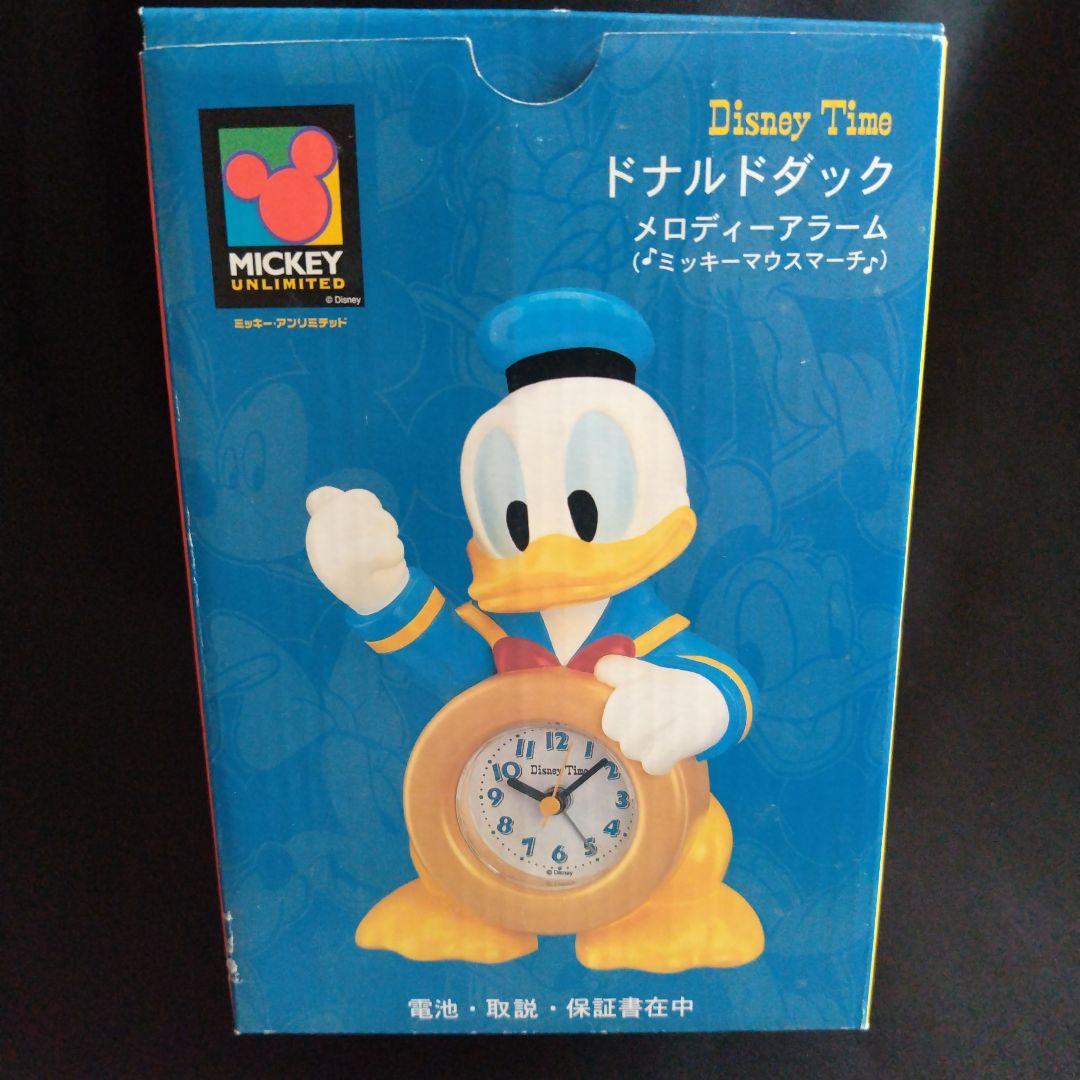 Disney Time
ドナルドダック
メロディーアラーム
(♪ミッキーマウスマーチ♪)
MICKEY
UNLIMITED
© Disney
ミッキー・アンリミテッド
12
1
2
3
4
5
6
7
8
9
10
11
Disney Time
© Disney
電池・取説・保証書在中